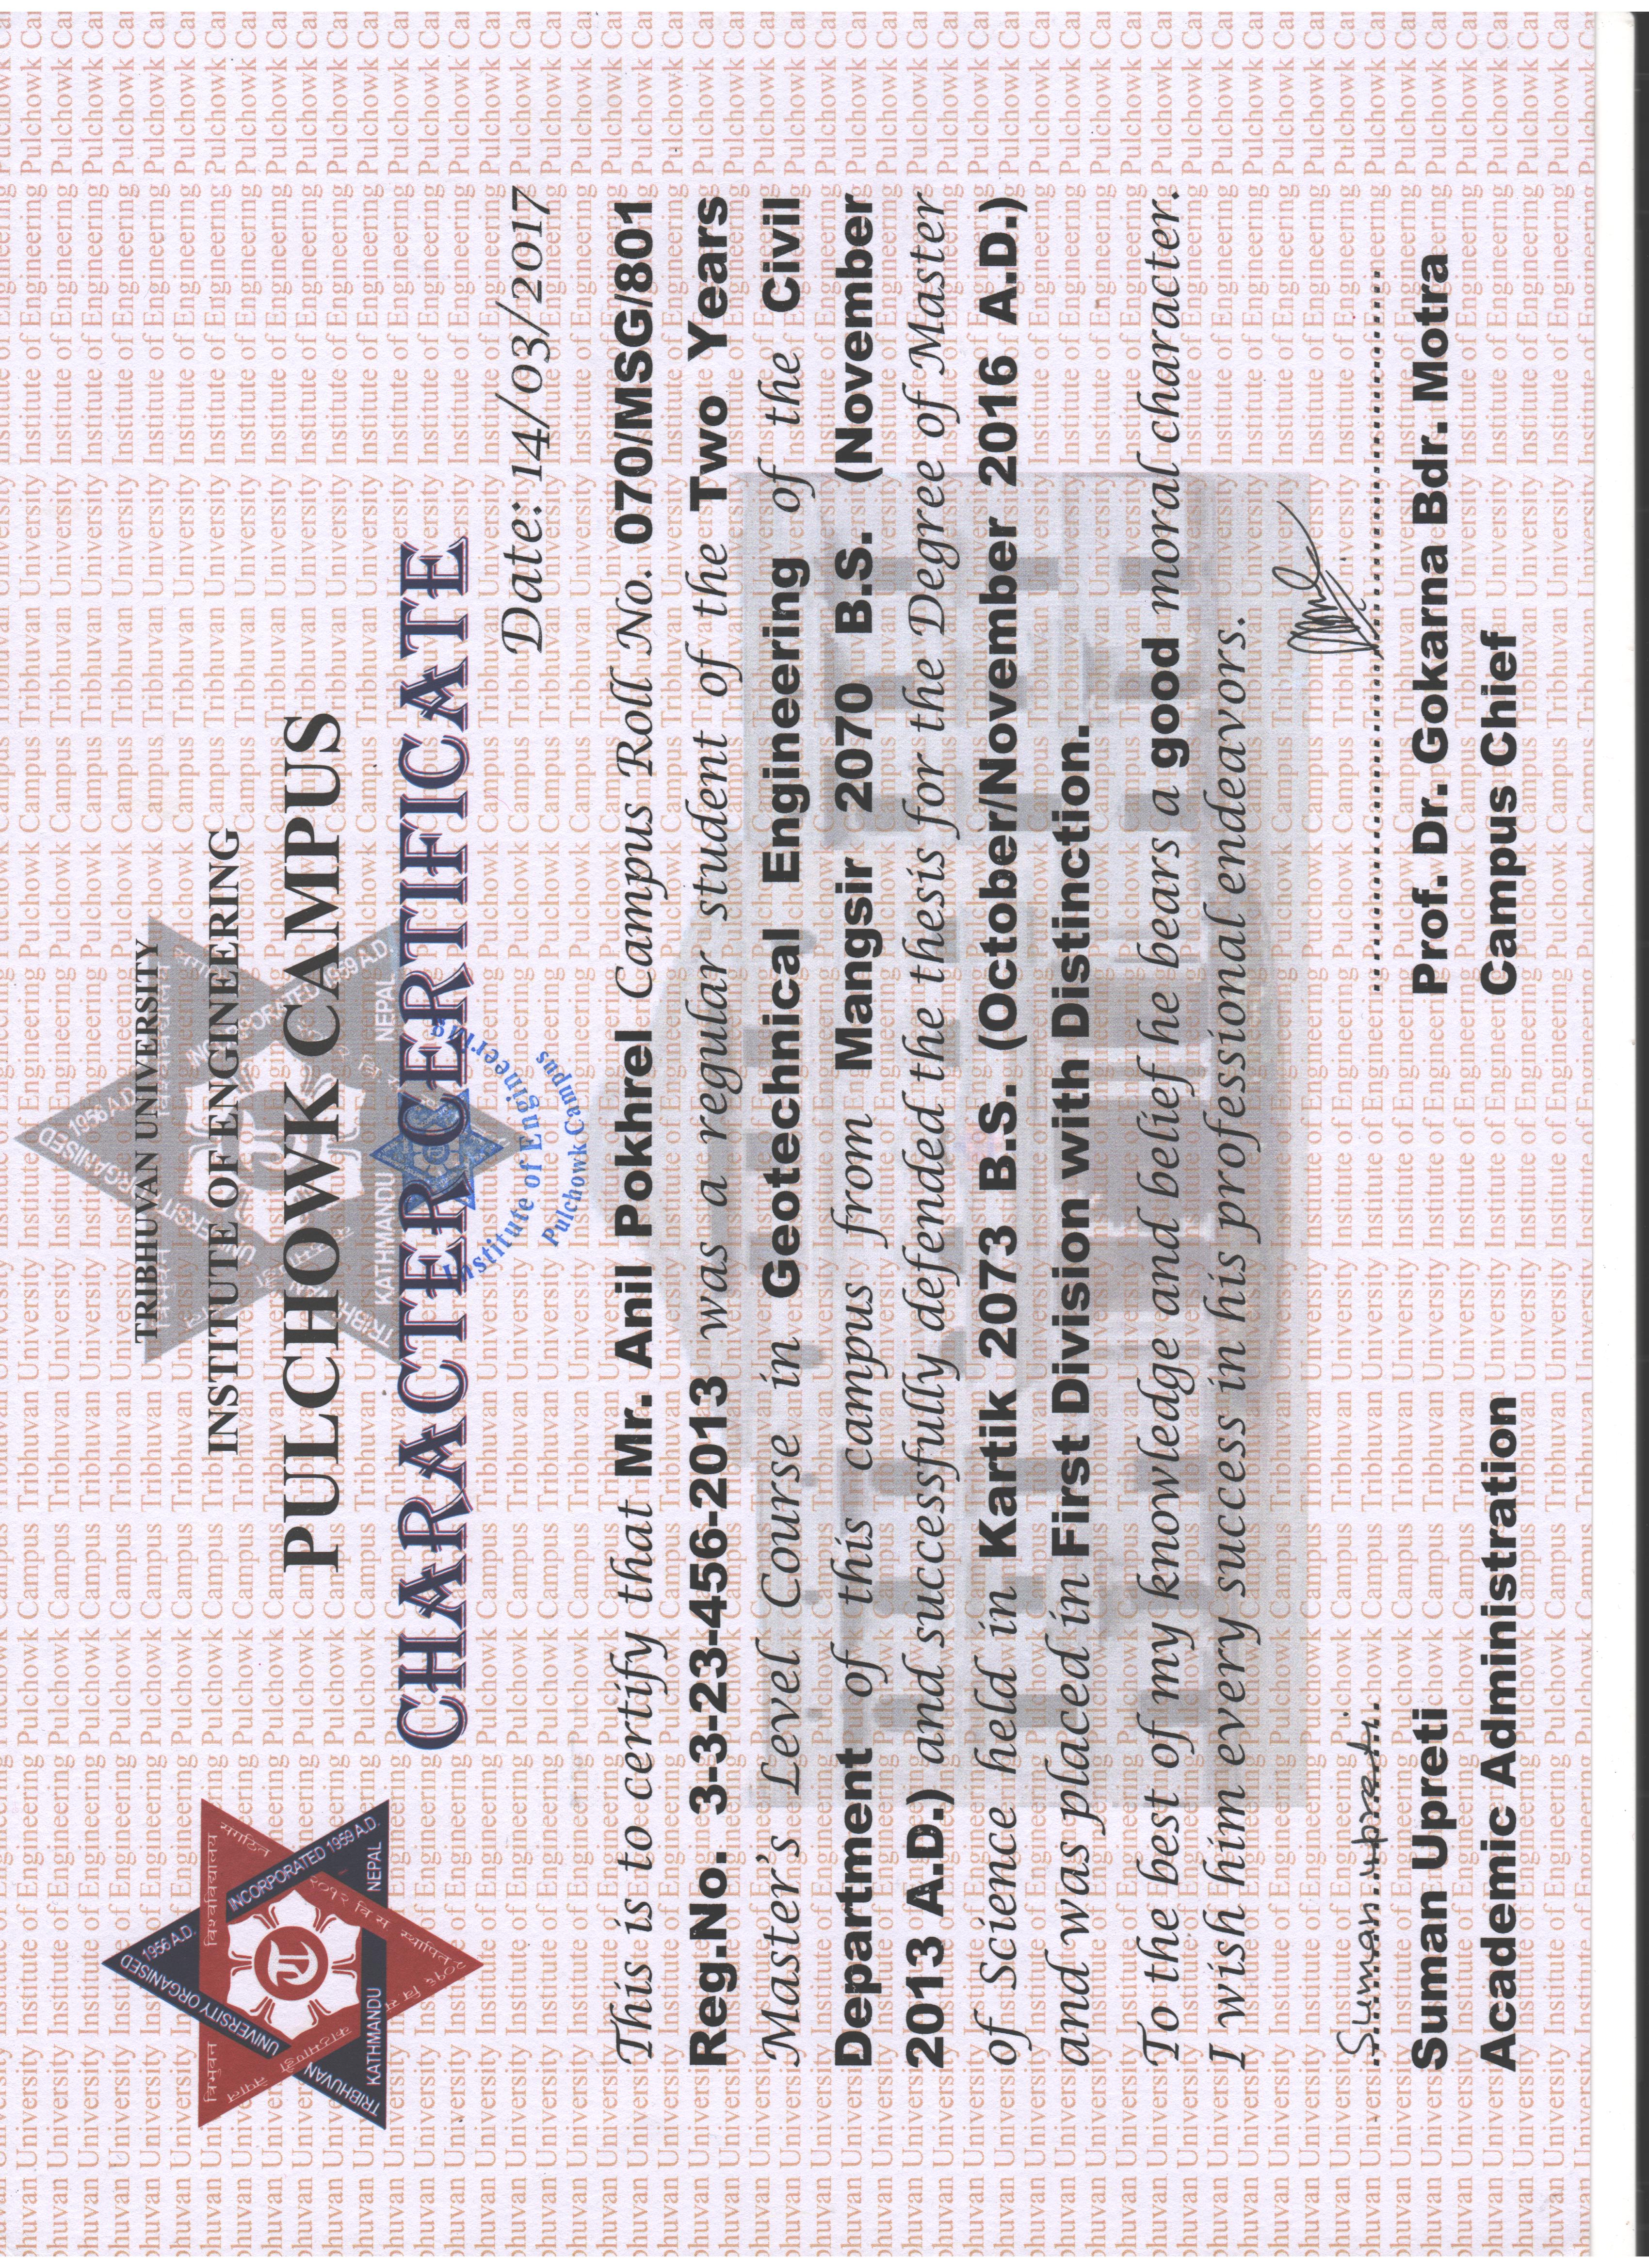 TRIBHUVAN UNIVERSITY
INSTITUTE OF ENGINEERING
PULCHOWK CAMPUS
त्रिभुवन विश्वविद्यालय
UNIVERSITY ORGANISED 1956 A.D.
TRIBHUVAN
INCORPORATED 1959 A.D.
KATHMANDU NEPAL
CHARACTER CERTIFICATE
Institute of Engineering
Pulchowk Campus
Date: 14/03/2017
This is to certify that Mr. Anil Pokhrel Campus Roll No. 070/MSG/801
Reg.No. 3-3-23-456-2013 was a regular student of the Two Years
Master's Level Course in Geotechnical Engineering of the Civil
Department of this campus from Mangsir 2070 B.S. (November
2013 A.D.) and successfully defended the thesis for the Degree of Master
of Science held in Kartik 2073 B.S. (October/November 2016 A.D.)
and was placed in First Division with Distinction.
To the best of my knowledge and belief he bears a good moral character.
I wish him every success in his professional endeavors.
Suman upreti
Suman Upreti
Academic Administration
Prof. Dr. Gokarna Bdr. Motra
Campus Chief
Tribhuvan University Institute of Engineering Pulchowk Campus